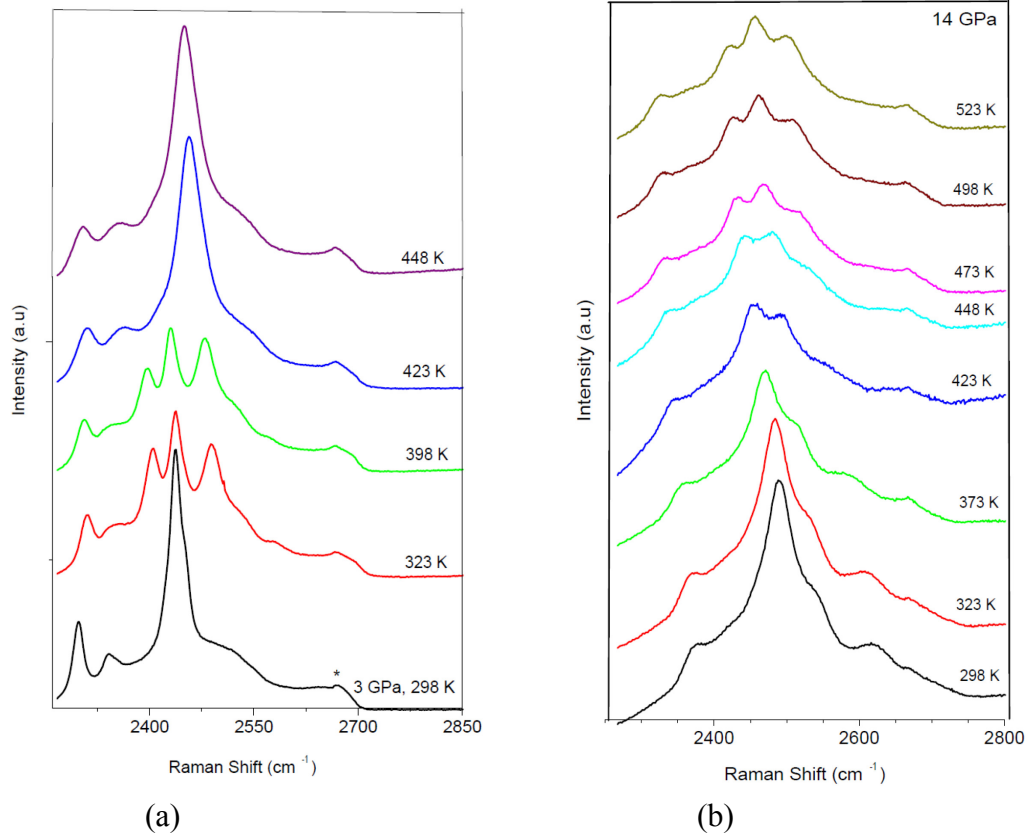 448 K
423 K
398 K
323 K
*
3 GPa, 298 K
2400
2550
2700
2850
Raman Shift (cm -1)
Intensity (a.u)
(a)
14 GPa
523 K
498 K
473 K
448 K
423 K
373 K
323 K
298 K
2400
2600
2800
Raman Shift (cm -1)
Intensity (a.u)
(b)